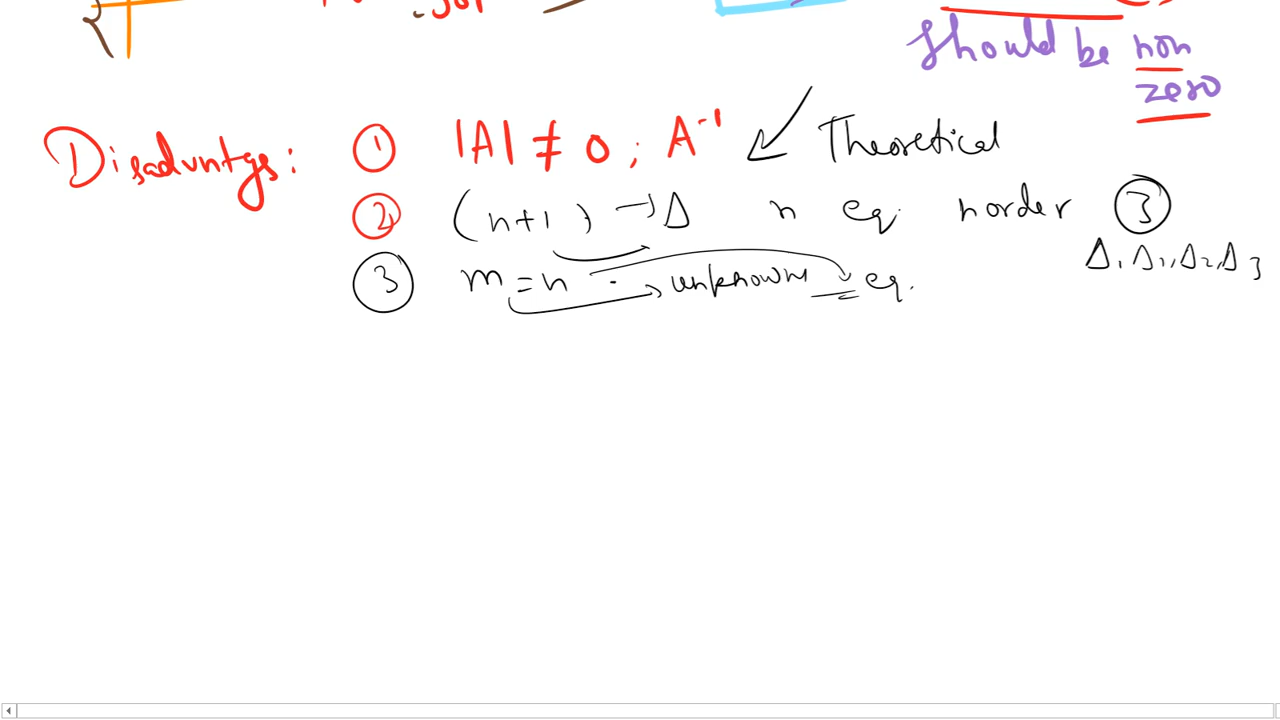 Should be non
zero
Disadvntgs: ① |A| ≠ 0 ; A⁻¹ Theoretical
② (n+1) → Δ n eq. n order ③
Δ, Δ1, Δ2, Δ3
③ m = n unknowns eq.